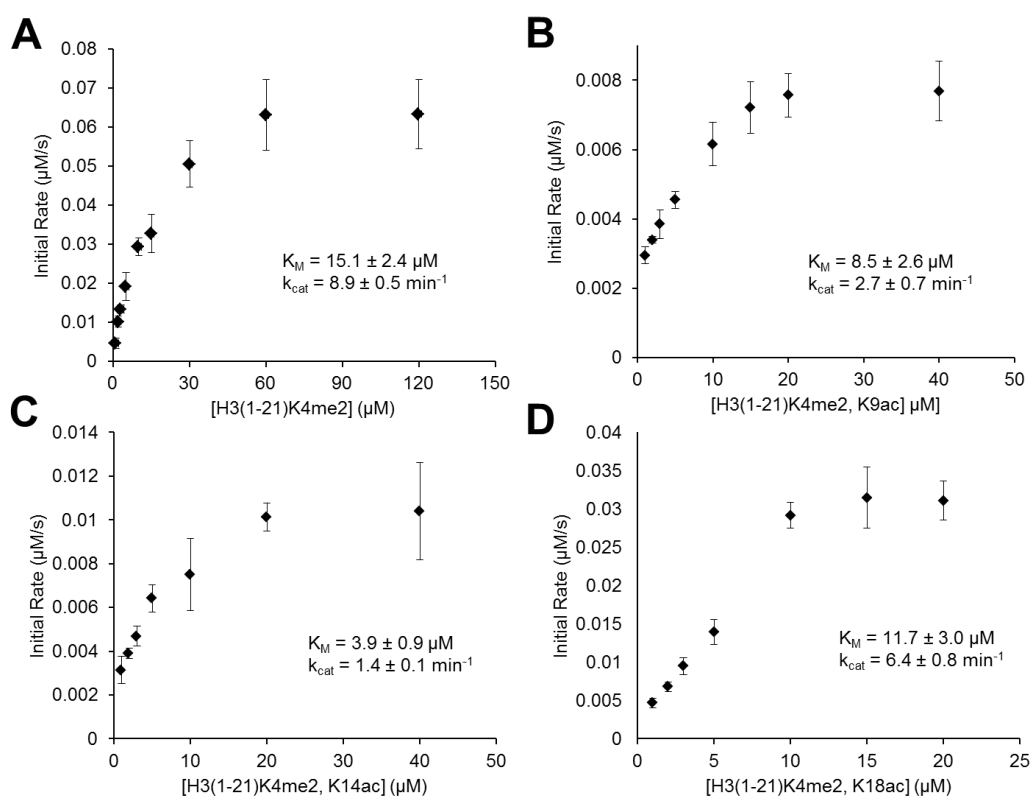 A
0.08
0.07
0.06
0.05
0.04
0.03
0.02
0.01
0
Initial Rate (µM/s)
K_M = 15.1 ± 2.4 µM
k_cat = 8.9 ± 0.5 min⁻¹
0 30 60 90 120 150
[H3(1-21)K4me2] (µM)
B
0.008
0.006
0.004
0.002
0
Initial Rate (µM/s)
K_M = 8.5 ± 2.6 µM
k_cat = 2.7 ± 0.7 min⁻¹
0 10 20 30 40 50
[H3(1-21)K4me2, K9ac] µM]
C
0.014
0.012
0.01
0.008
0.006
0.004
0.002
0
Initial Rate (µM/s)
K_M = 3.9 ± 0.9 µM
k_cat = 1.4 ± 0.1 min⁻¹
0 10 20 30 40 50
[H3(1-21)K4me2, K14ac] (µM)
D
0.04
0.035
0.03
0.025
0.02
0.015
0.01
0.005
0
Initial Rate (µM/s)
K_M = 11.7 ± 3.0 µM
k_cat = 6.4 ± 0.8 min⁻¹
0 5 10 15 20 25
[H3(1-21)K4me2, K18ac] (µM)